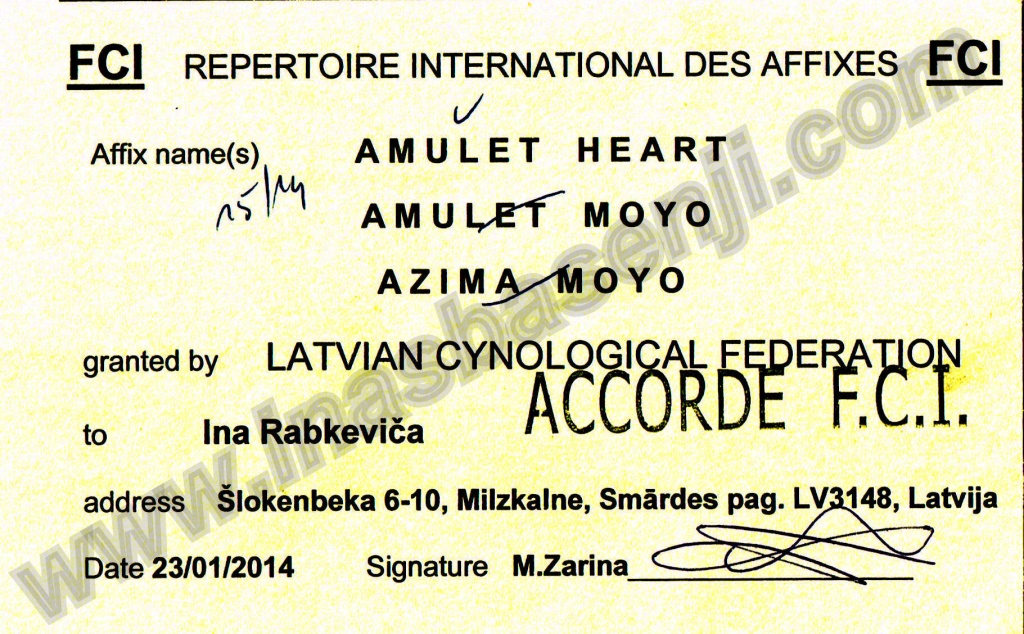 FCI REPERTOIRE INTERNATIONAL DES AFFIXES FCI
Affix name(s) AMULET HEART
15/14
AMULET MOYO
AZIMA MOYO
granted by LATVIAN CYNOLOGICAL FEDERATION
ACCORDE F.C.I.
to Ina Rabkeviča
address Šlokenbeka 6-10, Milzkalne, Smārdes pag. LV3148, Latvija
Date 23/01/2014 Signature M.Zarina
www.inasbasenji.com